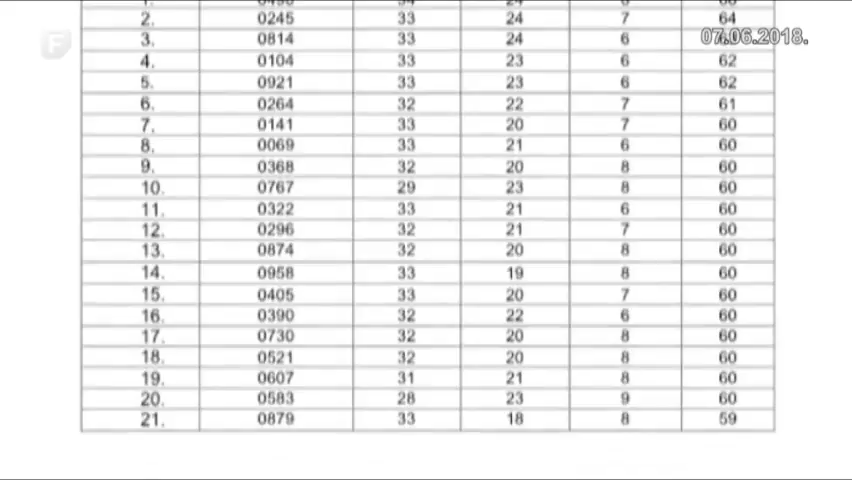 2. 0245 33 24 7 64
3. 0814 33 24 6
07.06.2018.
4. 0104 33 23 6 62
5. 0921 33 23 6 62
6. 0264 32 22 7 61
7. 0141 33 20 7 60
8. 0069 33 21 6 60
9. 0368 32 20 8 60
10. 0767 29 23 8 60
11. 0322 33 21 6 60
12. 0296 32 21 7 60
13. 0874 32 20 8 60
14. 0958 33 19 8 60
15. 0405 33 20 7 60
16. 0390 32 22 6 60
17. 0730 32 20 8 60
18. 0521 32 20 8 60
19. 0607 31 21 8 60
20. 0583 28 23 9 60
21. 0879 33 18 8 59
F